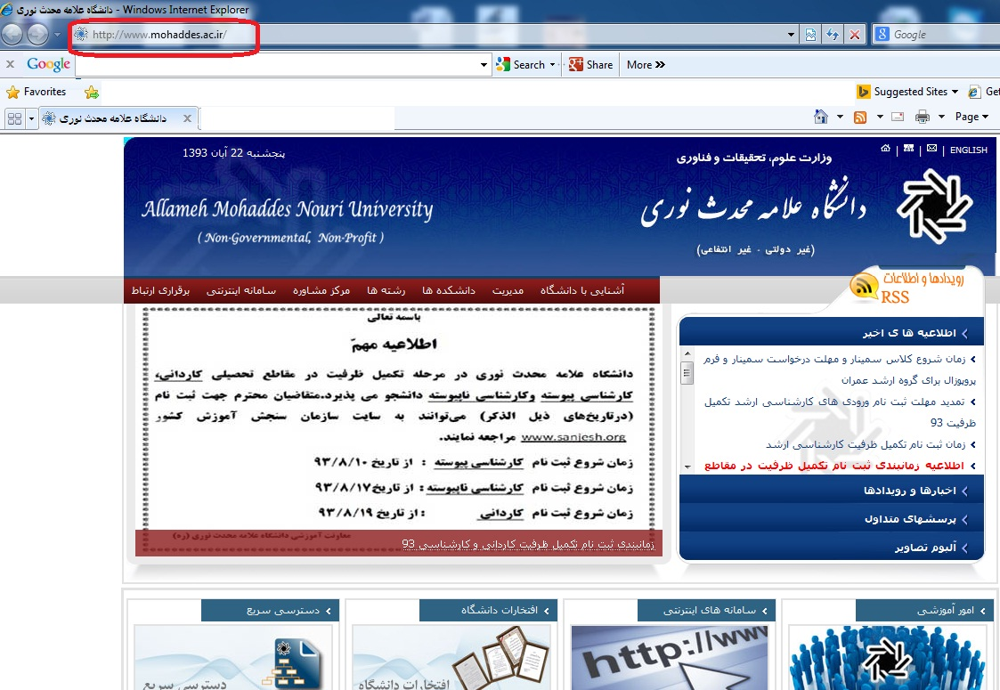 دانشگاه علامه محدث نوری - Windows Internet Explorer
http://www.mohaddes.ac.ir/
Google
Google
Search
Share
More »
Favorites
Suggested Sites
Get
دانشگاه علامه محدث نوری
X
Page
پنجشنبه 22 آبان 1393
وزارت علوم، تحقیقات و فناوری
| | | ENGLISH
Allameh Mohaddes Nouri University
دانشگاه علامه محدث نوری
( Non-Governmental, Non-Profit )
(غیر دولتی - غیر انتفاعی)
آشنایی با دانشگاه
مدیریت
دانشکده ها
رشته ها
مرکز مشاوره
سامانه اینترنتی
برقراری ارتباط
رویدادها و اطلاعات
RSS
باسمه تعالی
اطلاعیه مهمّ
دانشگاه علامه محدث نوری در مرحله تکمیل ظرفیت در مقاطع تحصیلی کاردانی،
کارشناسی پیوسته وکارشناسی ناپیوسته دانشجو می پذیرد.متقاضیان محترم جهت ثبت نام
(درتاریخ‌های ذیل الذکر) می‌توانند به سایت سازمان سنجش آموزش کشور
www.sanjesh.org مراجعه نمایند.
زمان شروع ثبت نام کارشناسی پیوسته : از تاریخ ۹۳/۸/۱۰
زمان شروع ثبت نام کارشناسی ناپیوسته : از تاریخ ۹۳/۸/۱۷
زمان شروع ثبت نام کاردانی : از تاریخ ۹۳/۸/۱۹
معاونت آموزشی دانشگاه علامه محدث نوری (ره)
زمانبندی ثبت نام تکمیل ظرفیت کاردانی و کارشناسی 93
اطلاعیه ها ی اخیر
زمان شروع کلاس سمینار و مهلت درخواست سمینار و فرم
پروپوزال برای گروه ارشد عمران
تمدید مهلت ثبت نام ورودی های کارشناسی ارشد تکمیل
ظرفیت 93
زمان ثبت نام تکمیل ظرفیت کارشناسی ارشد
اطلاعیه زمانبندی ثبت نام تکمیل ظرفیت در مقاطع
اخبارها و رویدادها
پرسشهای متداول
آلبوم تصاویر
امور آموزشی
سامانه های اینترنتی
افتخارات دانشگاه
دسترسی سریع
http://www
افتخارات دانشگاه
دسترسی سریع